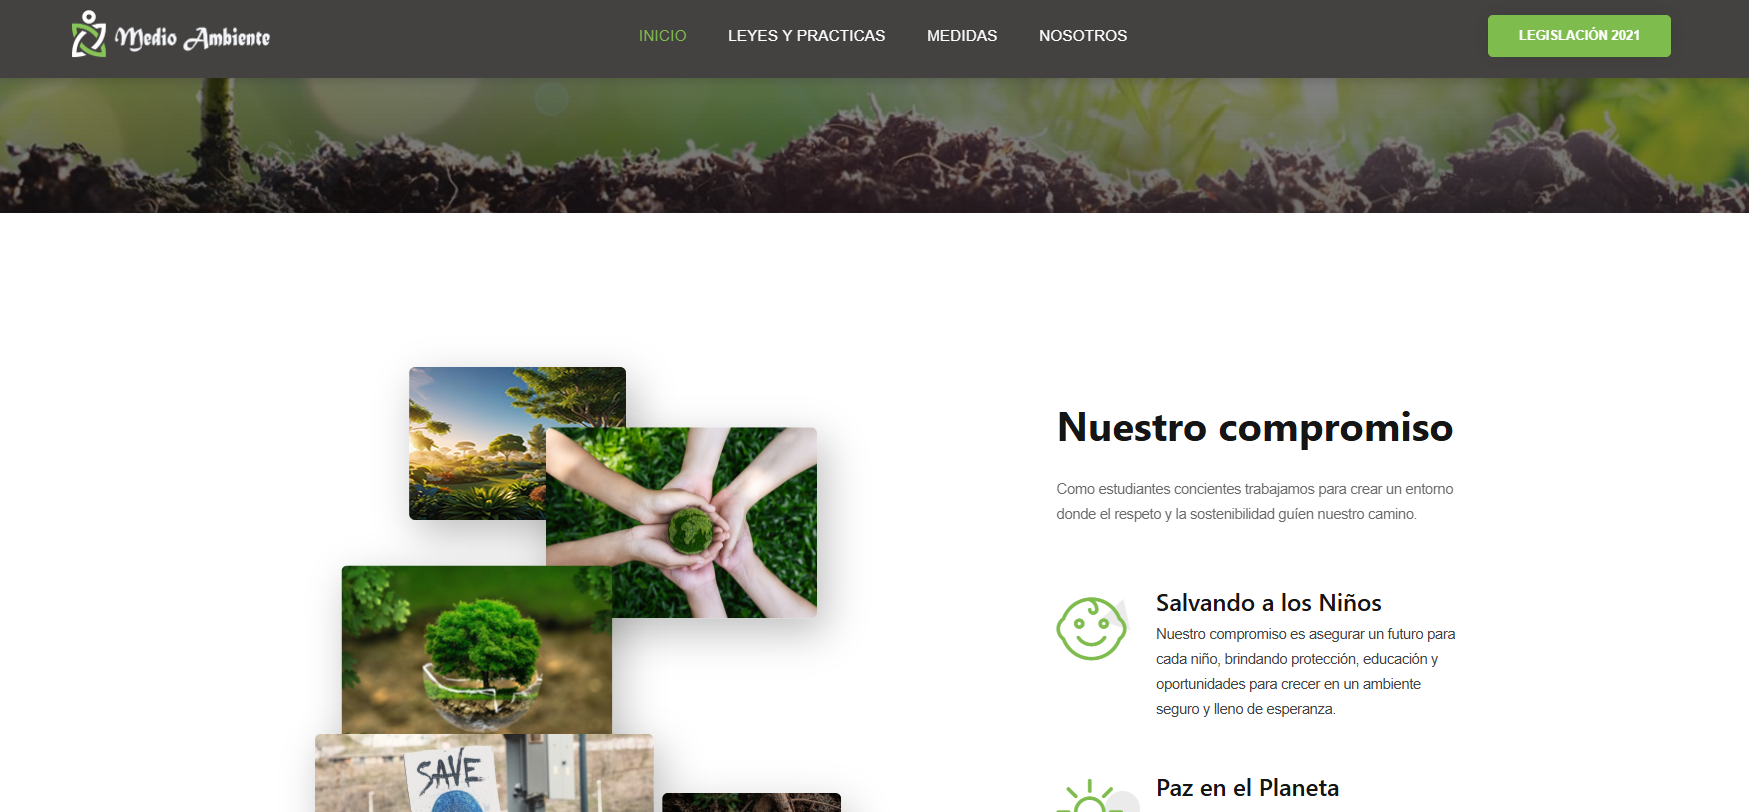 Medio Ambiente
INICIO
LEYES Y PRACTICAS
MEDIDAS
NOSOTROS
LEGISLACIÓN 2021
Nuestro compromiso
Como estudiantes concientes trabajamos para crear un entorno
donde el respeto y la sostenibilidad guíen nuestro camino.
Salvando a los Niños
Nuestro compromiso es asegurar un futuro para
cada niño, brindando protección, educación y
oportunidades para crecer en un ambiente
seguro y lleno de esperanza.
SAVE
Paz en el Planeta